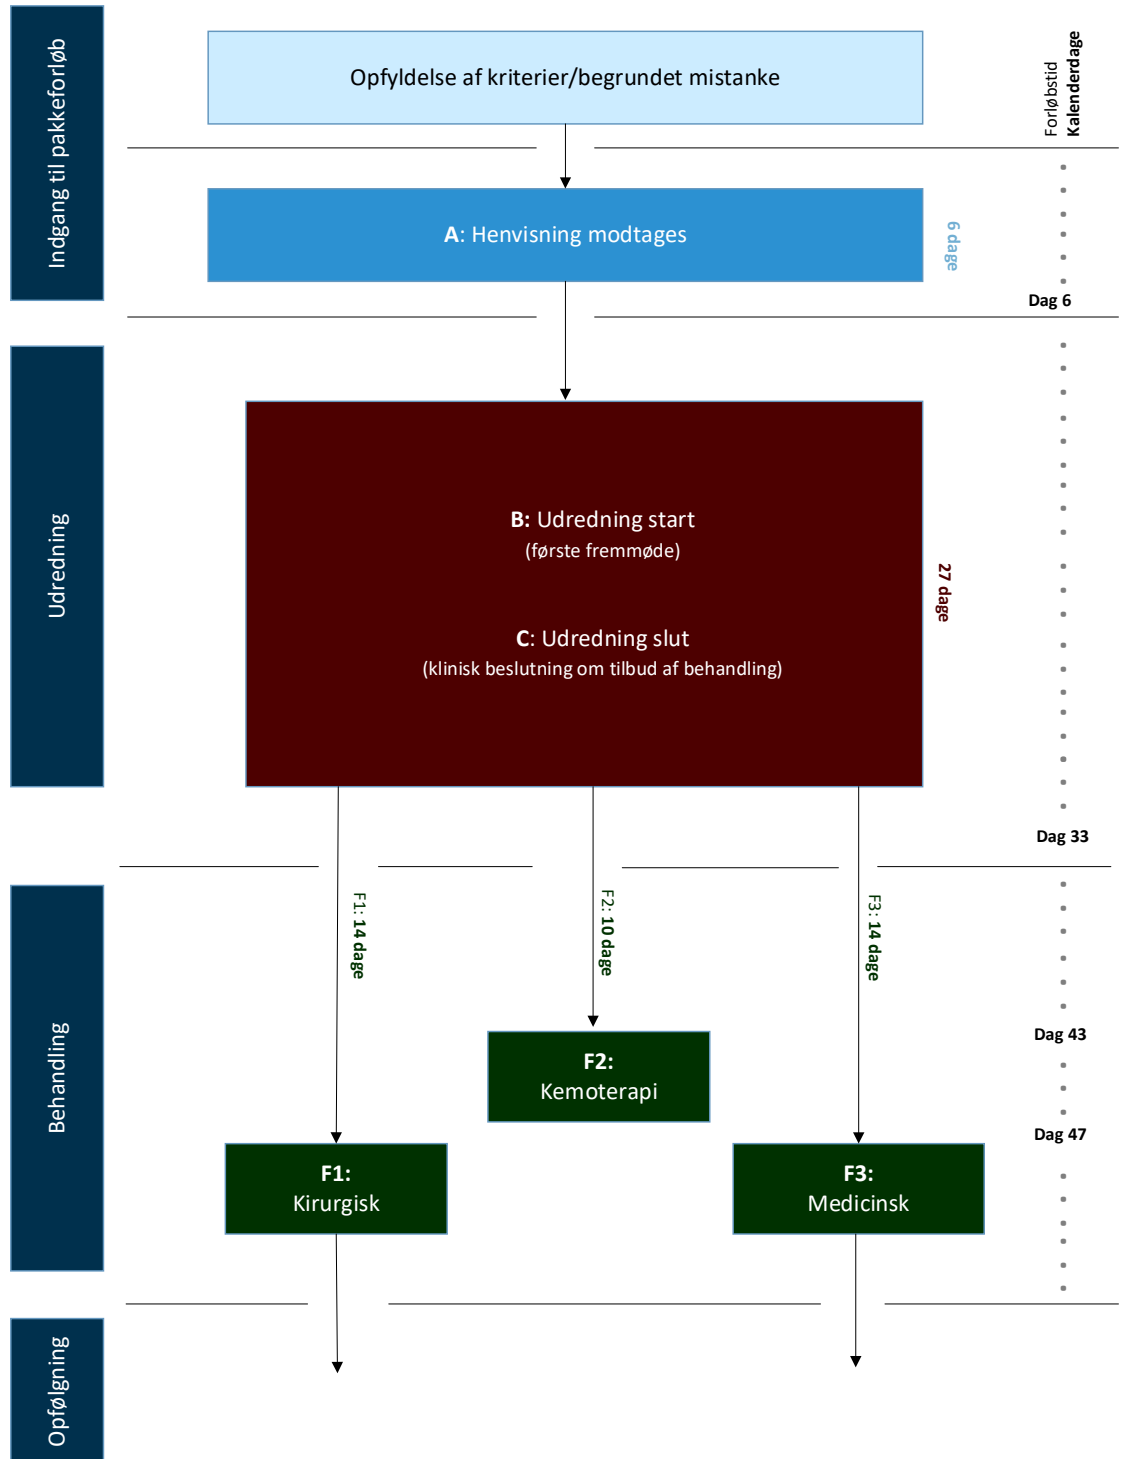 Indgang til pakkeforløb
Opfyldelse af kriterier/begrundet mistanke
Forløbstid
Kalenderdage
A: Henvisning modtages
6 dage
Dag 6
Udredning
B: Udredning start
(første fremmøde)
C: Udredning slut
(klinisk beslutning om tilbud af behandling)
27 dage
Dag 33
Behandling
F1: 14 dage
F2: 10 dage
F3: 14 dage
F2:
Kemoterapi
Dag 43
Dag 47
F1:
Kirurgisk
F3:
Medicinsk
Opfølgning